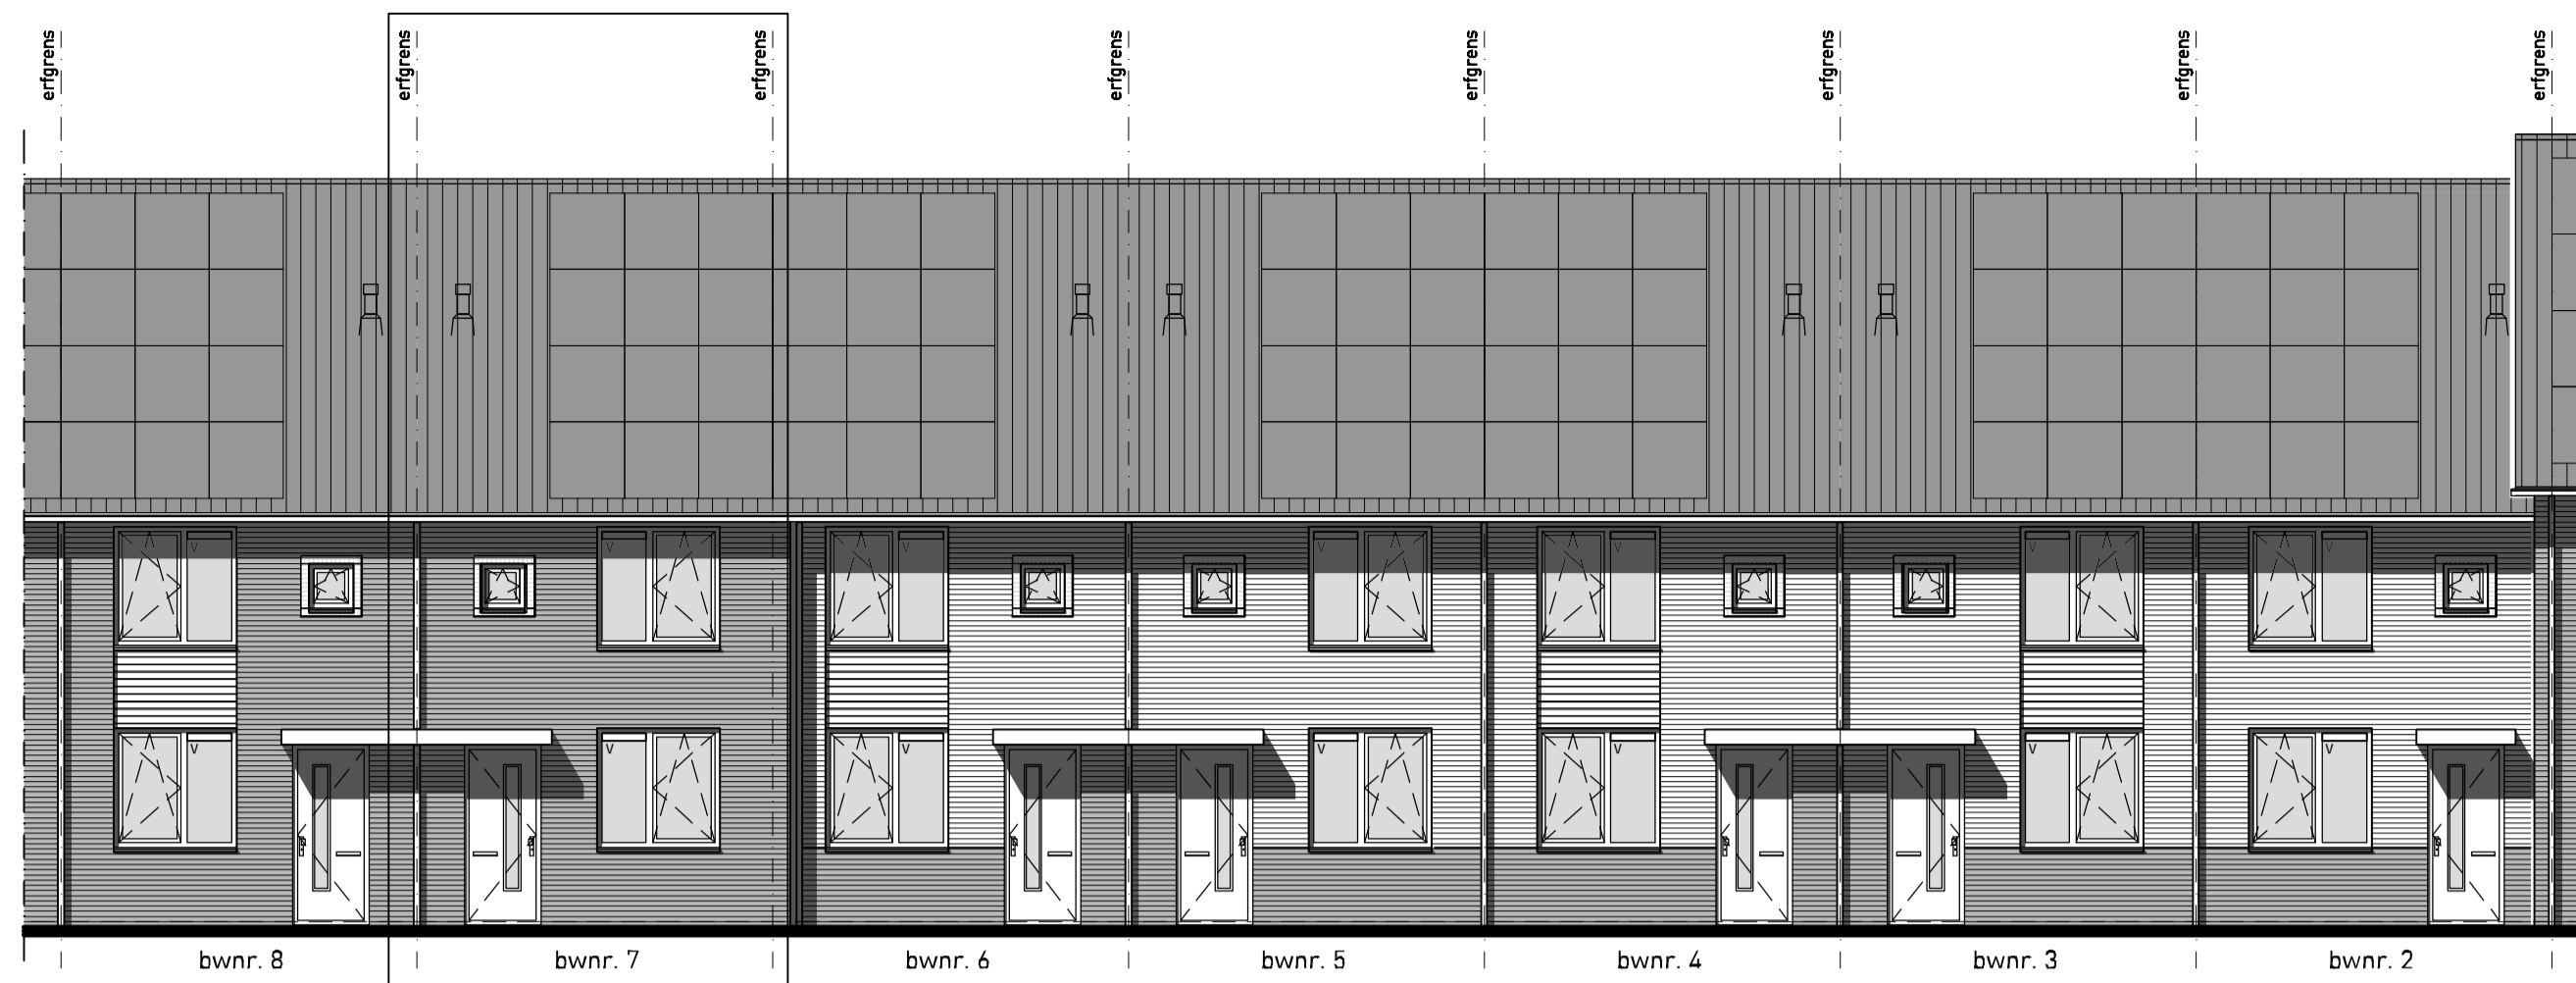 erfgrens
erfgrens
erfgrens
erfgrens
erfgrens
erfgrens
erfgrens
erfgrens
V
V
V
V
V
V
V
V
V
V
V
V
V
V
bwnr. 8
bwnr. 7
bwnr. 6
bwnr. 5
bwnr. 4
bwnr. 3
bwnr. 2